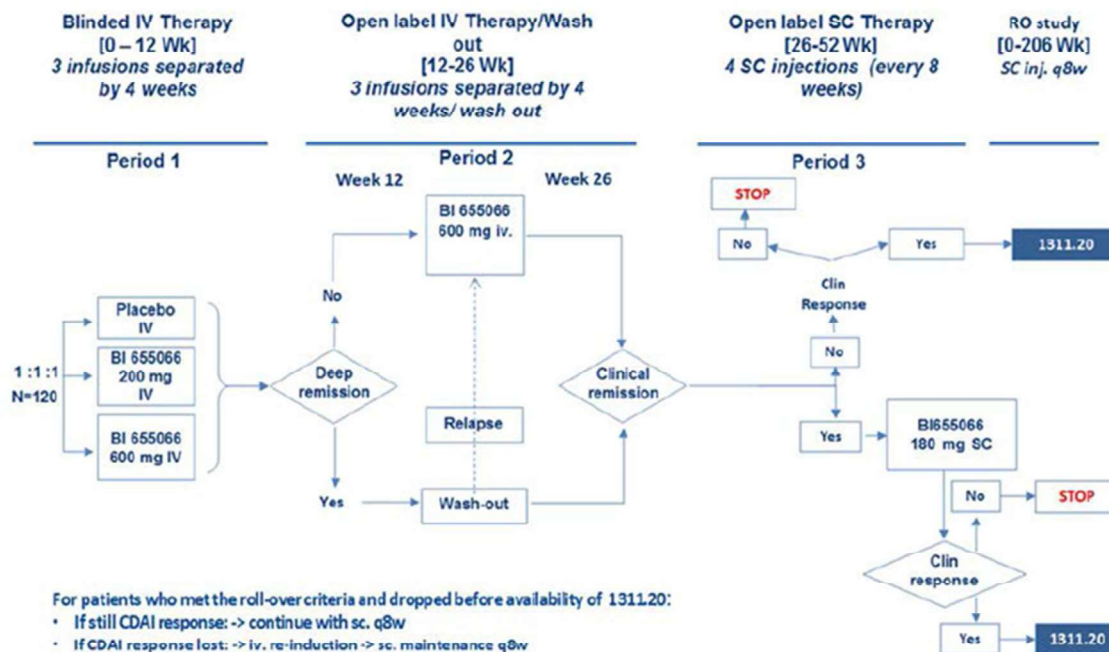 Blinded IV Therapy
[0 – 12 Wk]
3 infusions separated
by 4 weeks
Open label IV Therapy/Wash
out
[12-26 Wk]
3 infusions separated by 4
weeks/ wash out
Open label SC Therapy
[26-52 Wk]
4 SC injections (every 8
weeks)
RO study
[0-206 Wk]
SC inj. q8w
Period 1
Period 2
Period 3
Week 12
Week 26
STOP
BI 655066
600 mg iv.
No
Yes
1311.20
Clin
Response
No
No
Placebo
IV
1 :1 :1
N=120
BI 655066
200 mg
IV
BI 655066
600 mg IV
Deep
remission
Clinical
remission
Relapse
Yes
BI655066
180 mg SC
Yes
Wash-out
No
STOP
Clin
response
Yes
1311.20
For patients who met the roll-over criteria and dropped before availability of 1311.20:
• If still CDAI response: -> continue with sc. q8w
• If CDAI response lost: -> iv. re-induction -> sc. maintenance q8w